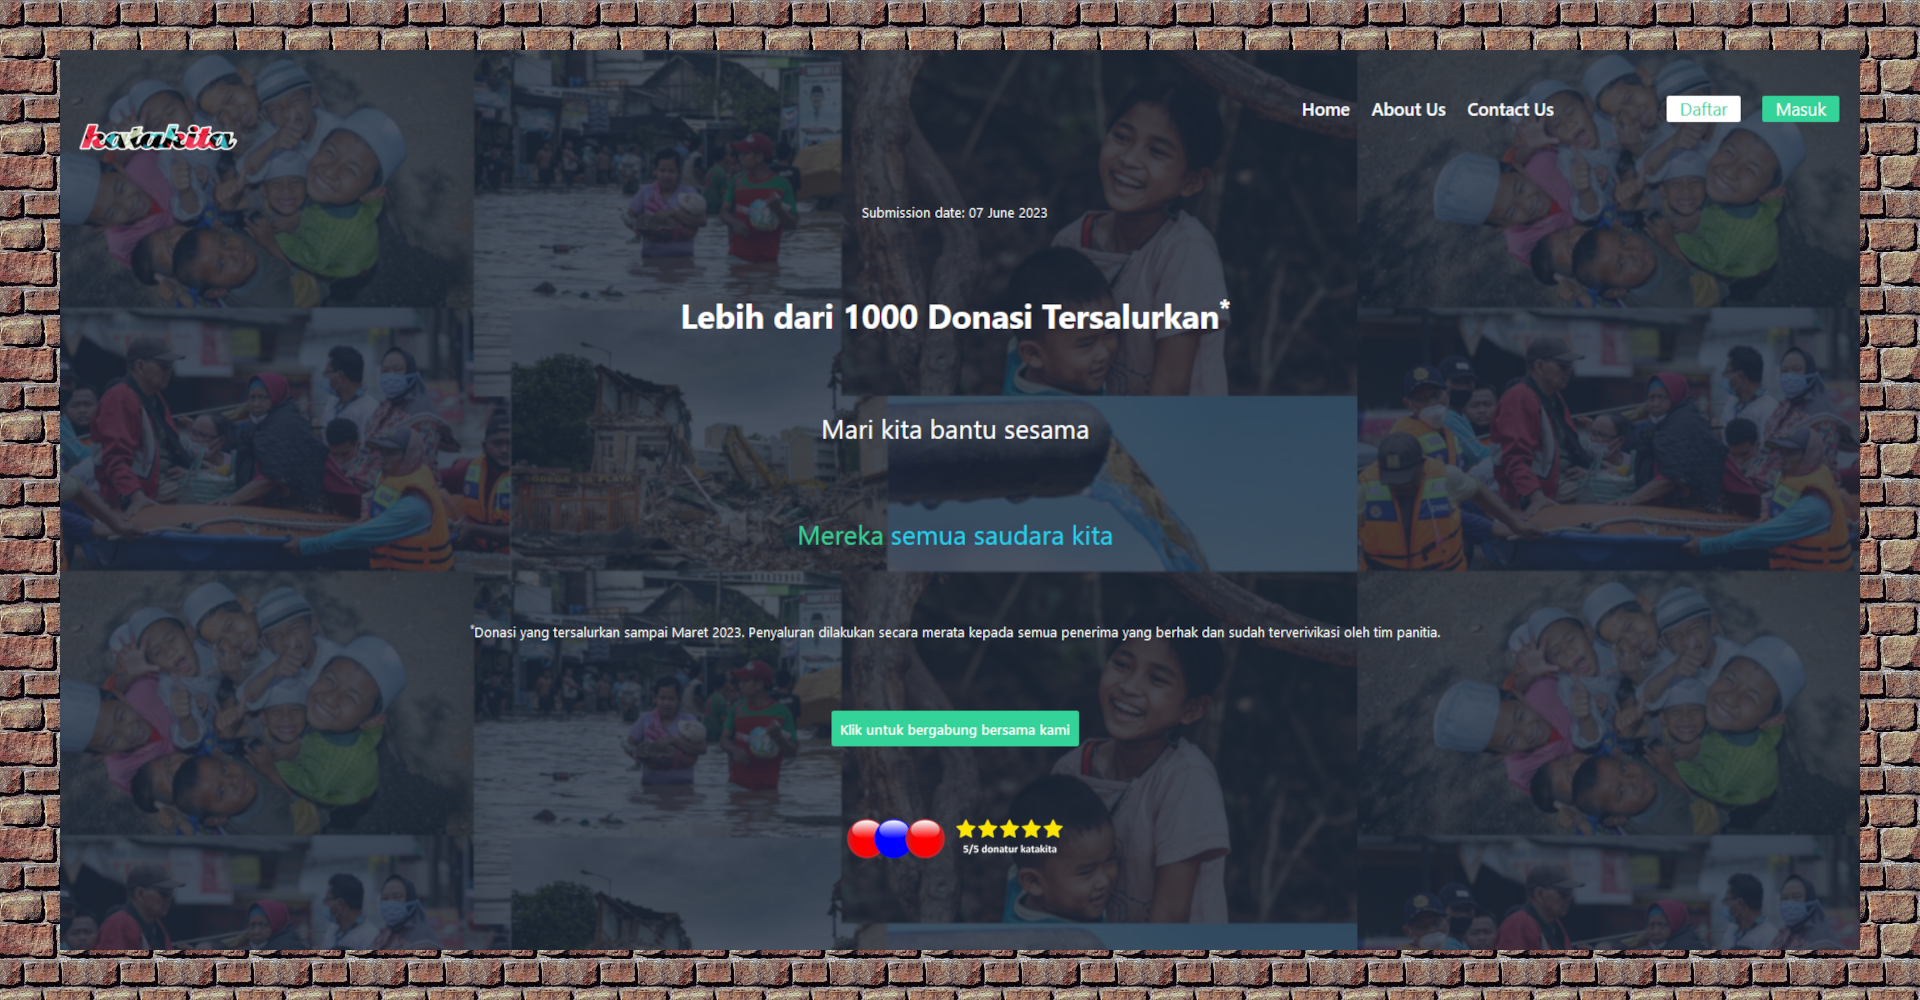 Home About Us Contact Us Daftar Masuk
katakita
Submission date: 07 June 2023
Lebih dari 1000 Donasi Tersalurkan*
Mari kita bantu sesama
Mereka semua saudara kita
*Donasi yang tersalurkan sampai Maret 2023. Penyaluran dilakukan secara merata kepada semua penerima yang berhak dan sudah ververivikasi oleh tim panitia.
Klik untuk bergabung bersama kami
5/5 donatur katakita